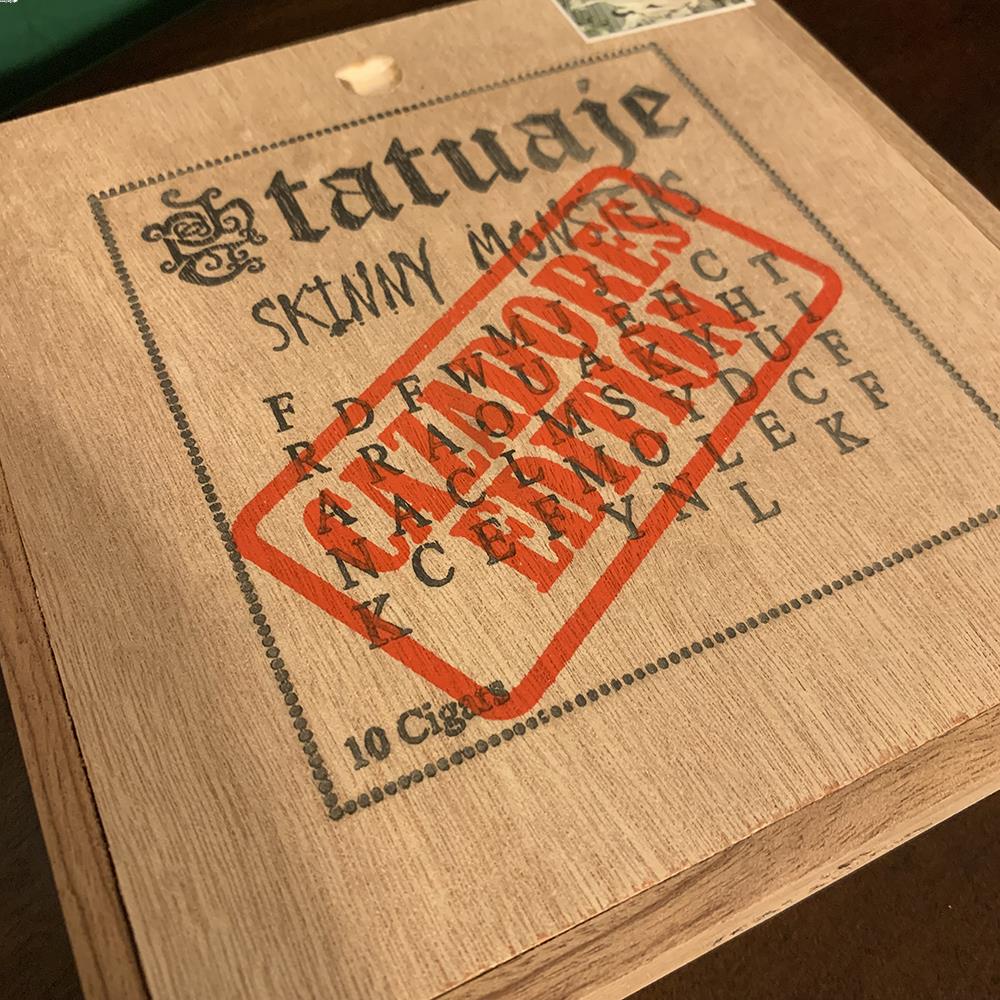 tatuaje
SKINNY MONSTERS
F D F W M J J H C T
R R A O U A E Y H I
A A C L M S K D U F
N C E F M O Y E C F
K Y N L K
L
CAZADORES
EDITION
10 Cigars